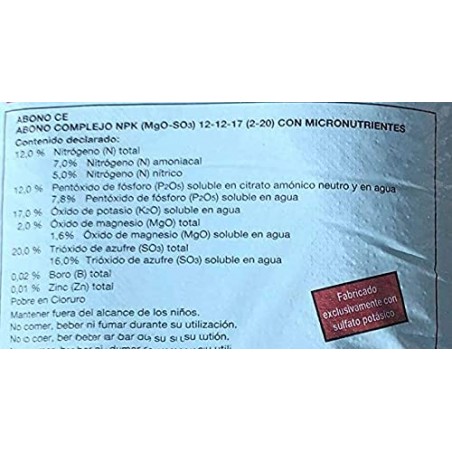 ABONO CE
ABONO COMPLEJO NPK (MgO-SO3) 12-12-17 (2-20) CON MICRONUTRIENTES
Contenido declarado:
12,0 % Nitrógeno (N) total
7,0% Nitrógeno (N) amoniacal
5,0% Nitrógeno (N) nítrico
12,0 % Pentóxido de fósforo (P2O5) soluble en citrato amónico neutro y en agua
7,8% Pentóxido de fósforo (P2O5) soluble en agua
17,0 % Óxido de potasio (K2O) soluble en agua
2,0 % Óxido de magnesio (MgO) total
1,6% Óxido de magnesio (MgO) soluble en agua
20,0 % Trióxido de azufre (SO3) total
16,0% Trióxido de azufre (SO3) soluble en agua
0,02 % Boro (B) total
0,01 % Zinc (Zn) total
Pobre en Cloruro
Mantener fuera del alcance de los niños.
No comer, beber ni fumar durante su utilización.
Fabricado
exclusivamente con
sulfato potásico